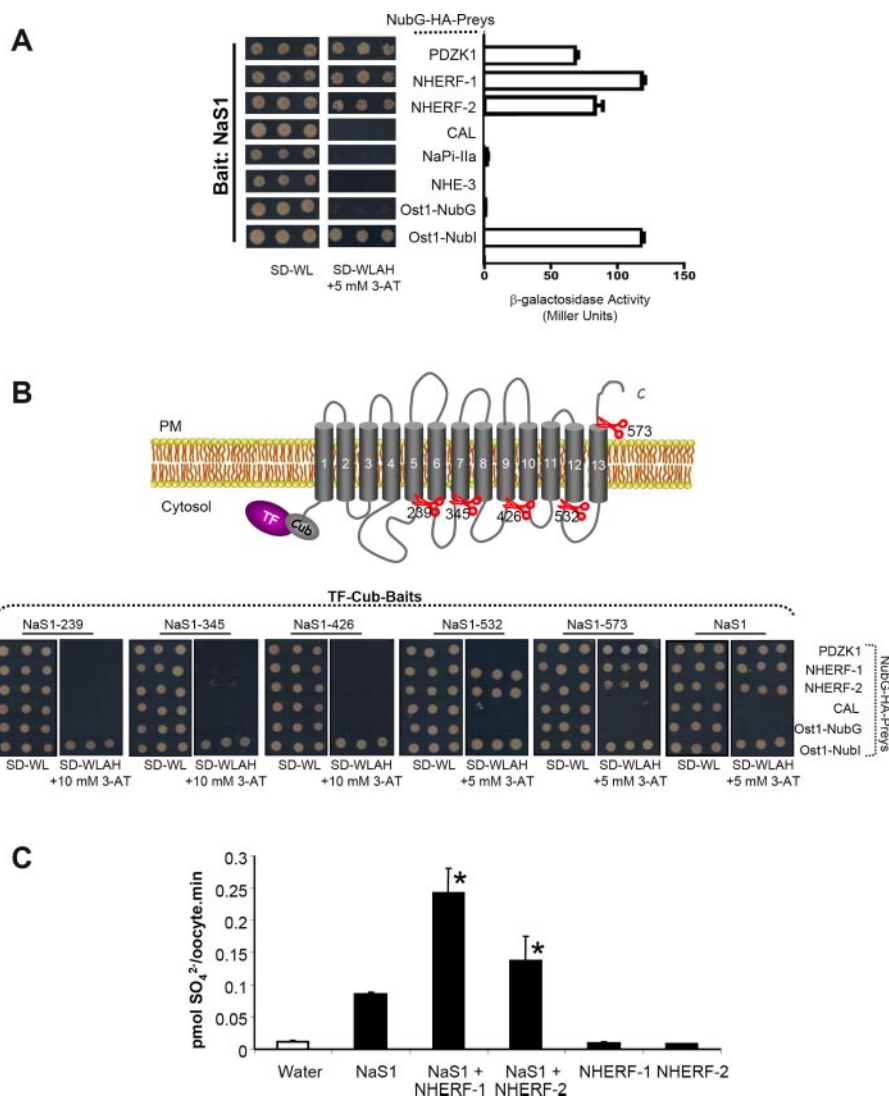 A
NubG-HA-Preys
Bait: NaS1
PDZK1
NHERF-1
NHERF-2
CAL
NaPi-IIa
NHE-3
Ost1-NubG
Ost1-NubI
SD-WL
SD-WLAH
+5 mM 3-AT
0 50 100 150
β-galactosidase Activity
(Miller Units)
B
PM
Cytosol
TF
Cub
1 2 3 4 5 6 7 8 9 10 11 12 13
C
573
239
345
426
532
TF-Cub-Baits
NaS1-239 NaS1-345 NaS1-426 NaS1-532 NaS1-573 NaS1
PDZK1
NHERF-1
NHERF-2
CAL
Ost1-NubG
Ost1-NubI
NubG-HA-Preys
SD-WL SD-WLAH SD-WL SD-WLAH SD-WL SD-WLAH SD-WL SD-WLAH SD-WL SD-WLAH SD-WL SD-WLAH
+10 mM 3-AT +10 mM 3-AT +10 mM 3-AT +5 mM 3-AT +5 mM 3-AT +5 mM 3-AT
C
pmol SO₄²⁻/oocyte.min
0.3
0.25
0.2
0.15
0.1
0.05
0
* *
Water NaS1 NaS1 + NaS1 + NHERF-1 NHERF-2
NHERF-1 NHERF-2